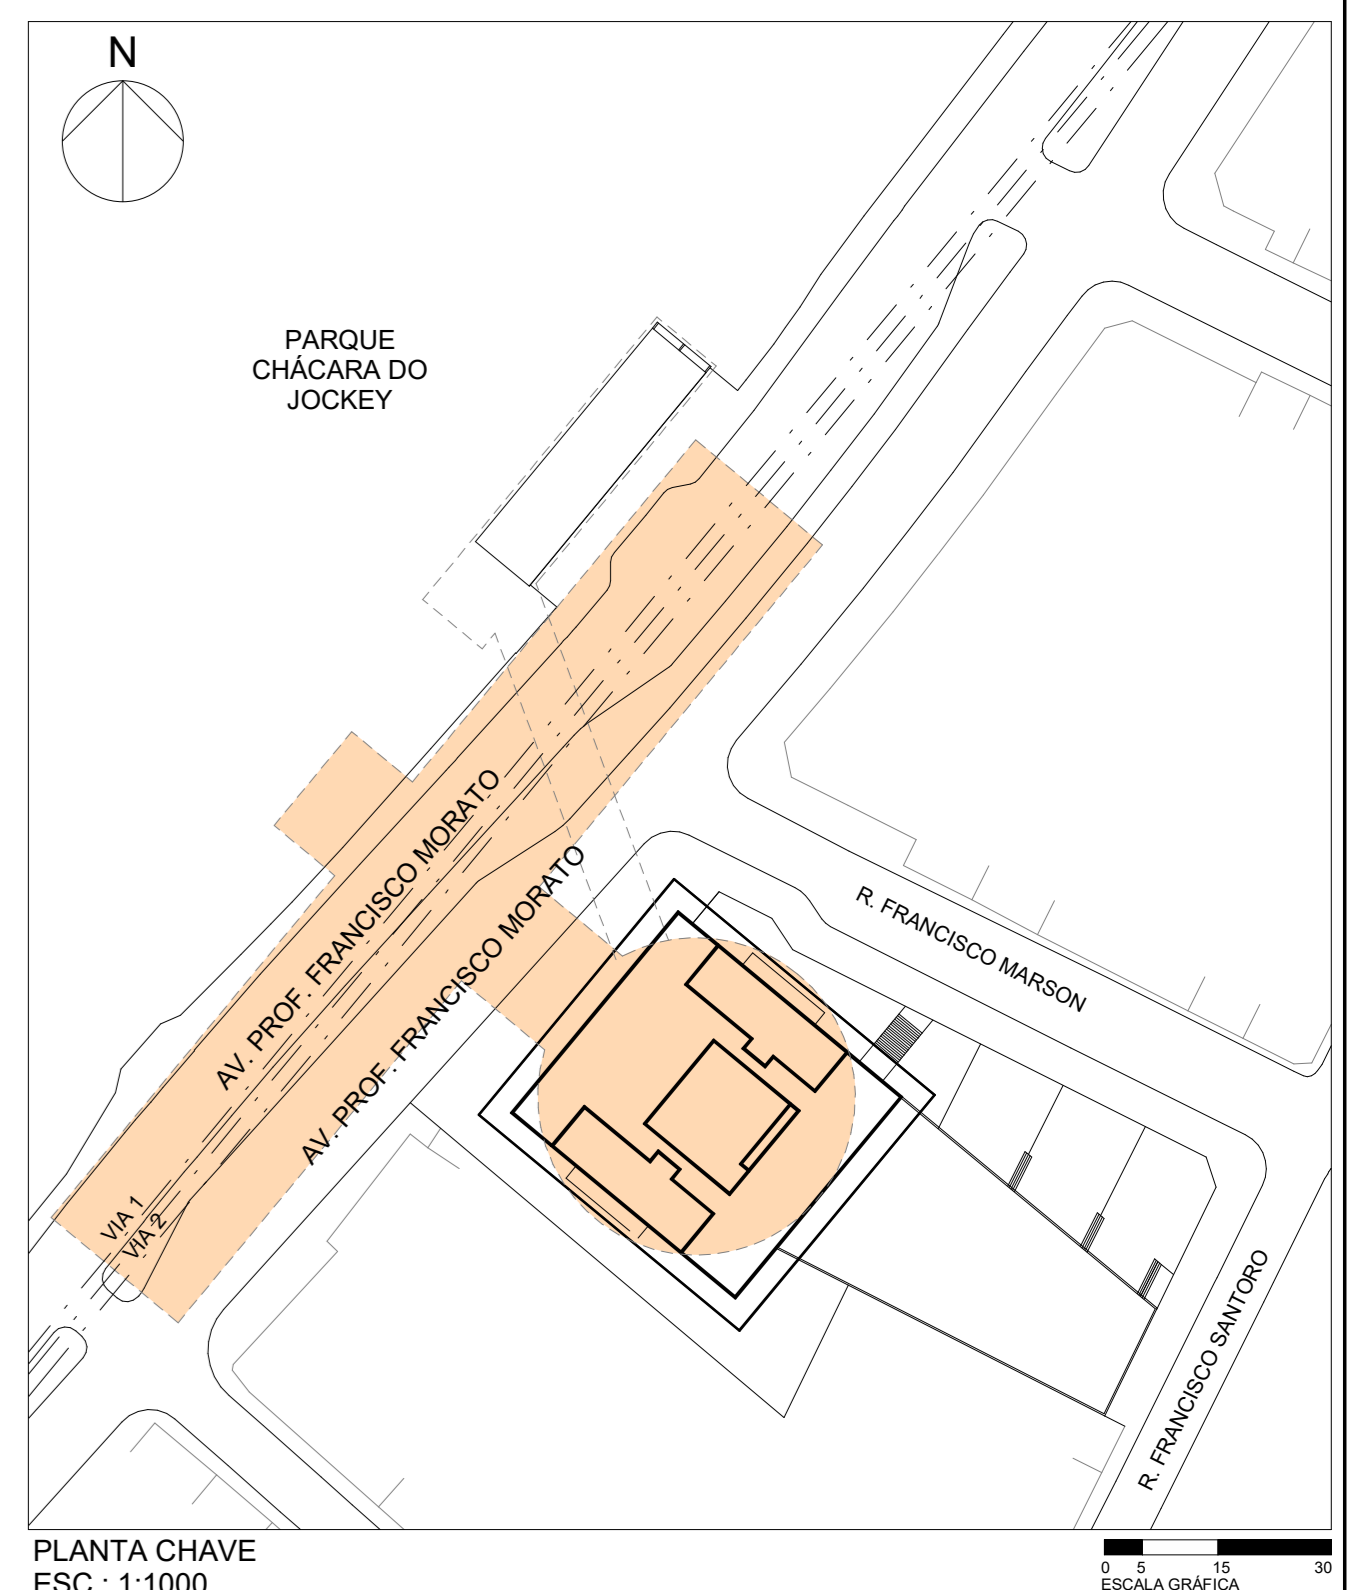 N
PARQUE
CHÁCARA DO
JOCKEY
AV. PROF. FRANCISCO MORATO
AV. PROF. FRANCISCO MORATO
R. FRANCISCO MARSON
VIA 1
VIA 2
R. FRANCISCO SANTORO
PLANTA CHAVE
ESC.: 1:1000
0 5 15 30
ESCALA GRÁFICA